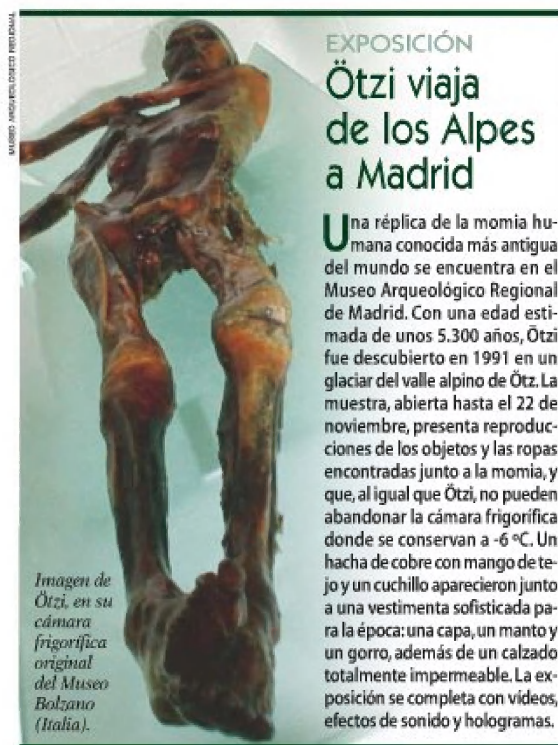 MUSEO ARQUEOLÓGICO REGIONAL
EXPOSICIÓN
Ötzi viaja
de los Alpes
a Madrid
Una réplica de la momia hu-
mana conocida más antigua
del mundo se encuentra en el
Museo Arqueológico Regional
de Madrid. Con una edad esti-
mada de unos 5.300 años, Ötzi
fue descubierto en 1991 en un
glaciar del valle alpino de Ötz. La
muestra, abierta hasta el 22 de
noviembre, presenta reproduc-
ciones de los objetos y las ropas
encontradas junto a la momia, y
que, al igual que Ötzi, no pueden
abandonar la cámara frigorífica
donde se conservan a -6 ºC. Un
hacha de cobre con mango de te-
jo y un cuchillo aparecieron junto
a una vestimenta sofisticada pa-
ra la época: una capa, un manto y
un gorro, además de un calzado
totalmente impermeable. La ex-
posición se completa con vídeos,
efectos de sonido y hologramas.
Imagen de
Ötzi, en su
cámara
frigorífica
original
del Museo
Bolzano
(Italia).